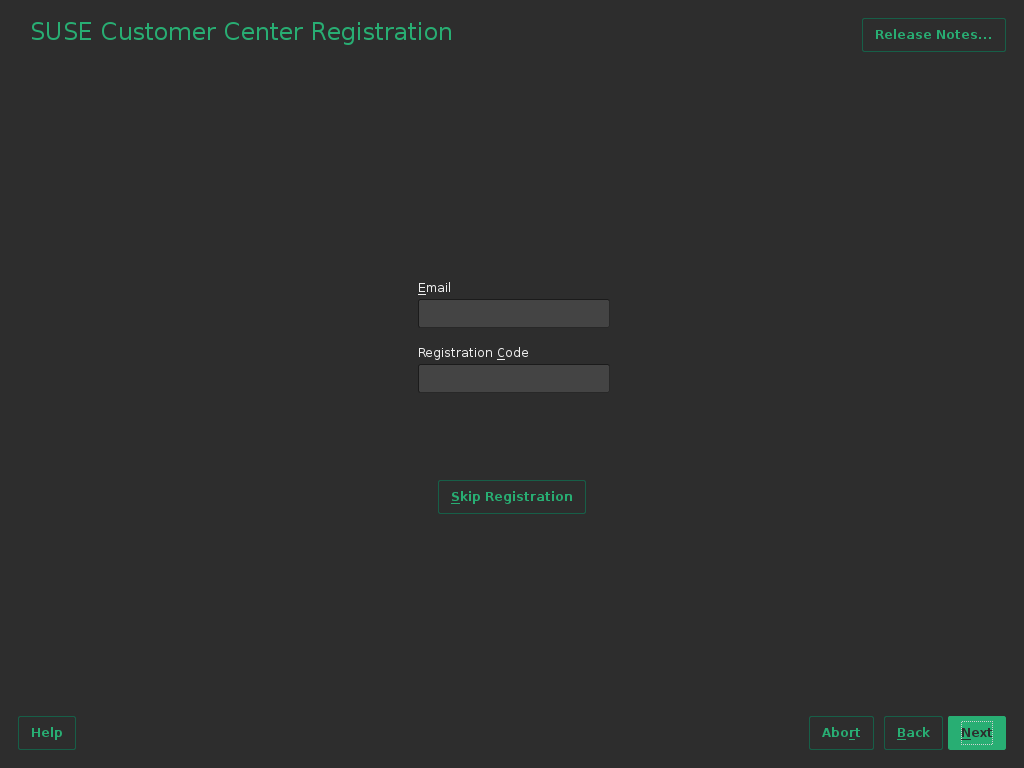 SUSE Customer Center Registration
Release Notes...
Email
Registration Code
Skip Registration
Help
Abort
Back
Next